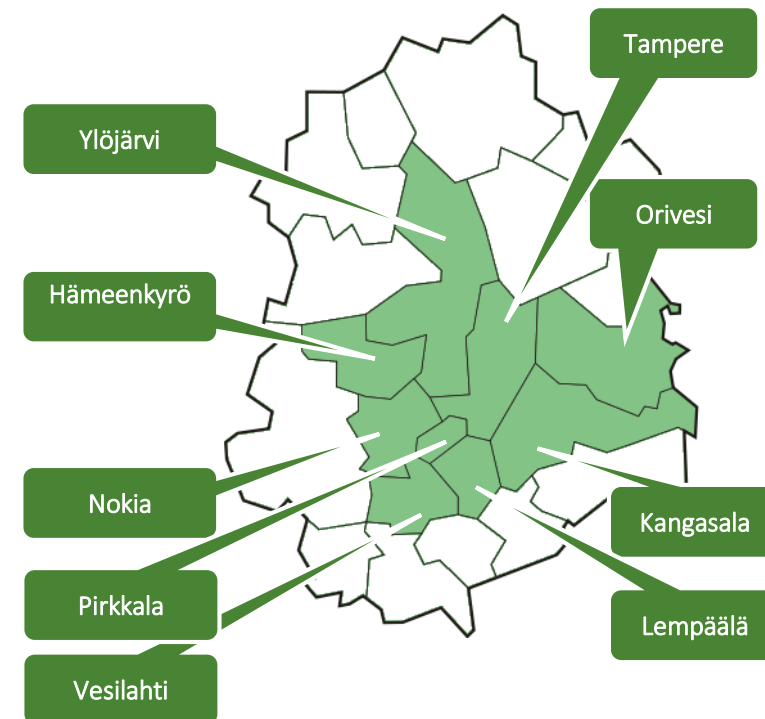 Tampere
Ylöjärvi
Orivesi
Hämeenkyrö
Nokia
Kangasala
Pirkkala
Lempäälä
Vesilahti